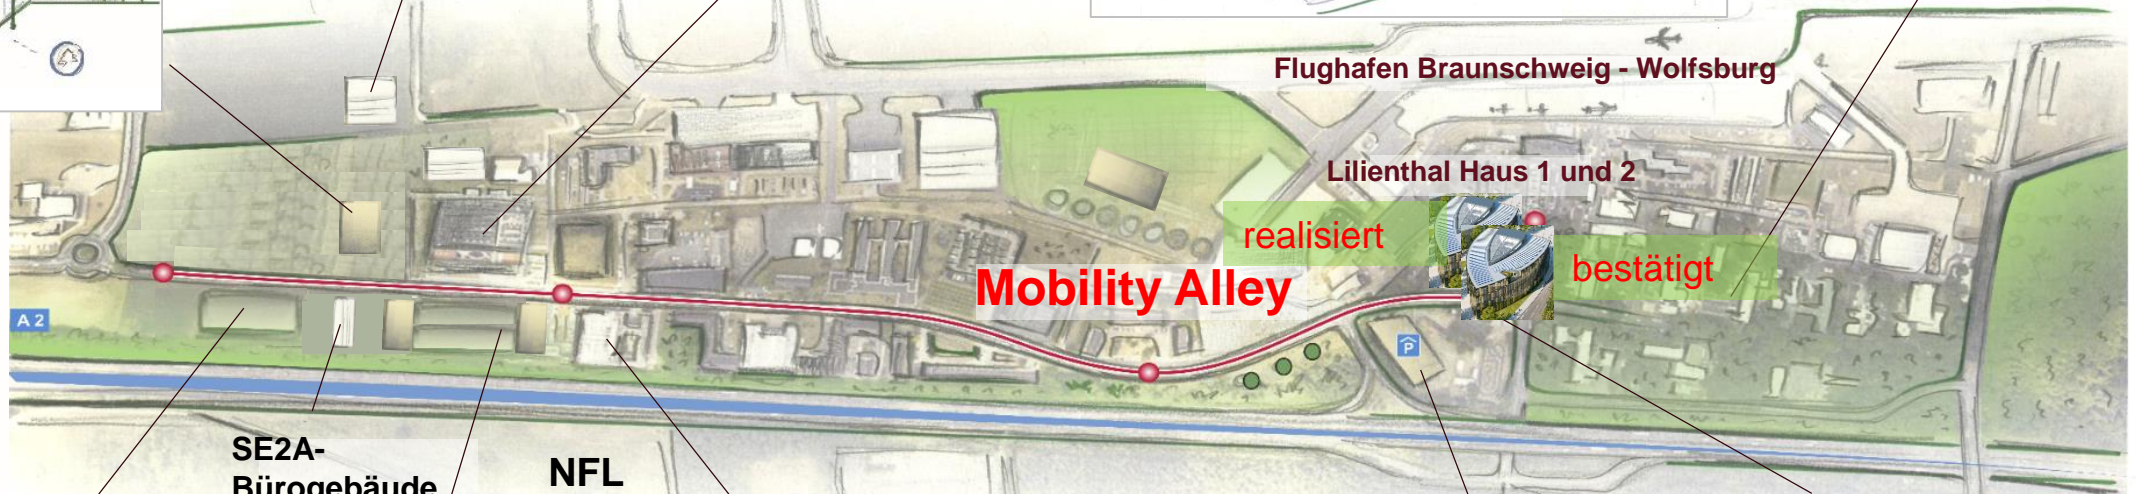 Flughafen Braunschweig - Wolfsburg
Lilienthal Haus 1 und 2
realisiert
bestätigt
Mobility Alley
A 2
P
SE2A-
Bürogebäude
NFL